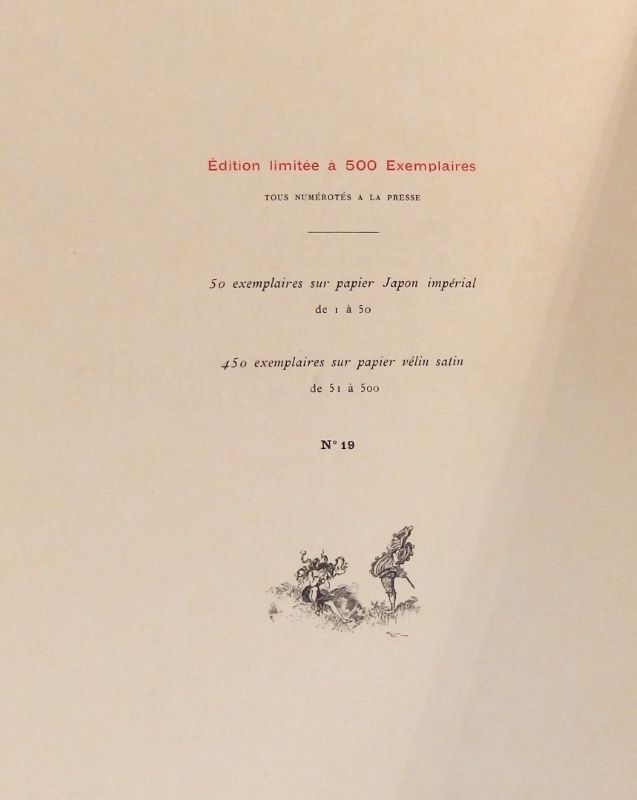 Édition limitée à 500 Exemplaires
TOUS NUMÉROTÉS A LA PRESSE
50 exemplaires sur papier Japon impérial
de 1 à 50
450 exemplaires sur papier vélin satin
de 51 à 500
N° 19